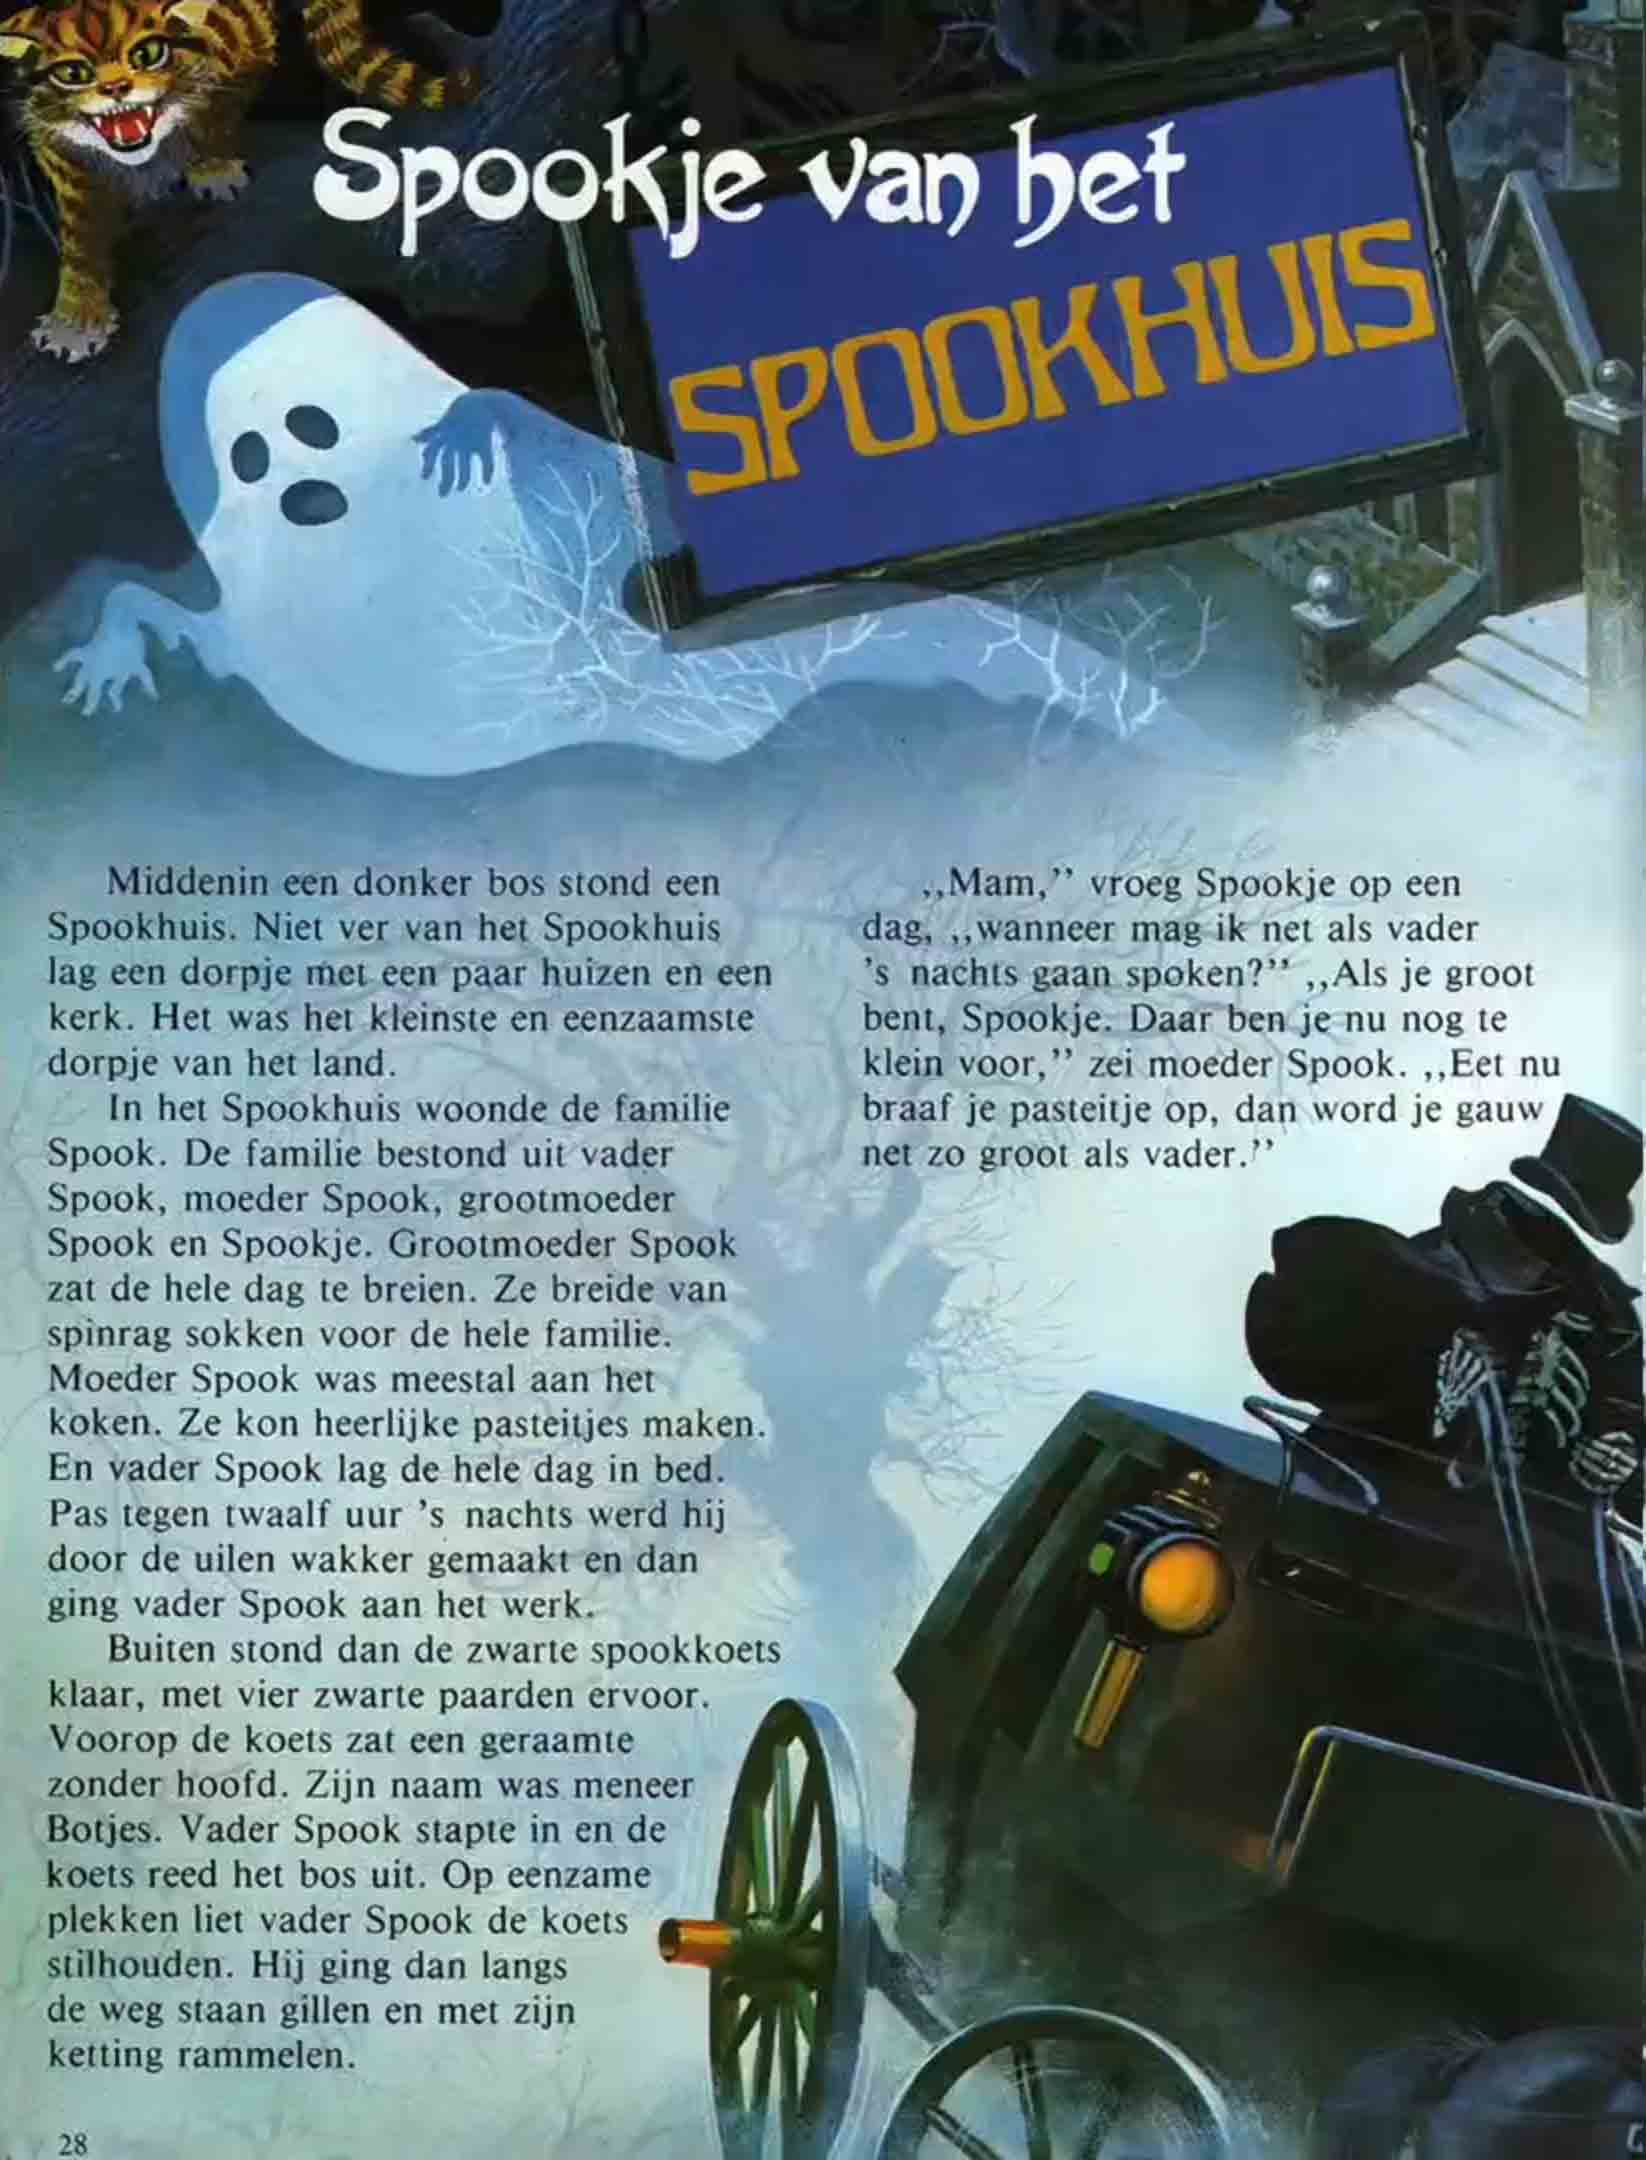 Spookje van het
SPOOKHUIS
Middenin een donker bos stond een
Spookhuis. Niet ver van het Spookhuis
lag een dorpje met een paar huizen en een
kerk. Het was het kleinste en eenzaamste
dorpje van het land.
In het Spookhuis woonde de familie
Spook. De familie bestond uit vader
Spook, moeder Spook, grootmoeder
Spook en Spookje. Grootmoeder Spook
zat de hele dag te breien. Ze breide van
spinrag sokken voor de hele familie.
Moeder Spook was meestal aan het
koken. Ze kon heerlijke pasteitjes maken.
En vader Spook lag de hele dag in bed.
Pas tegen twaalf uur 's nachts werd hij
door de uilen wakker gemaakt en dan
ging vader Spook aan het werk.
Buiten stond dan de zwarte spookkoets
klaar, met vier zwarte paarden ervoor.
Voorop de koets zat een geraamte
zonder hoofd. Zijn naam was meneer
Botjes. Vader Spook stapte in en de
koets reed het bos uit. Op eenzame
plekken liet vader Spook de koets
stilhouden. Hij ging dan langs
de weg staan gillen en met zijn
ketting rammelen.
,,Mam,'' vroeg Spookje op een
dag, ,,wanneer mag ik net als vader
's nachts gaan spoken?'' ,,Als je groot
bent, Spookje. Daar ben je nu nog te
klein voor,'' zei moeder Spook. ,,Eet nu
braaf je pasteitje op, dan word je gauw
net zo groot als vader.''
28